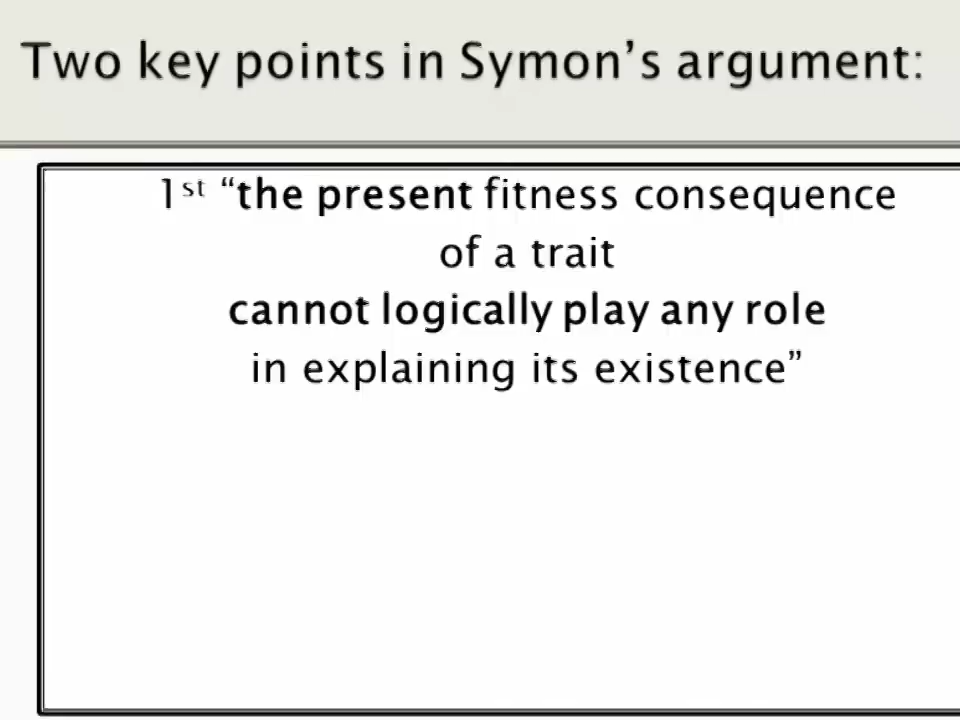 Two key points in Symon’s argument:
1st “the present fitness consequence
of a trait
cannot logically play any role
in explaining its existence”